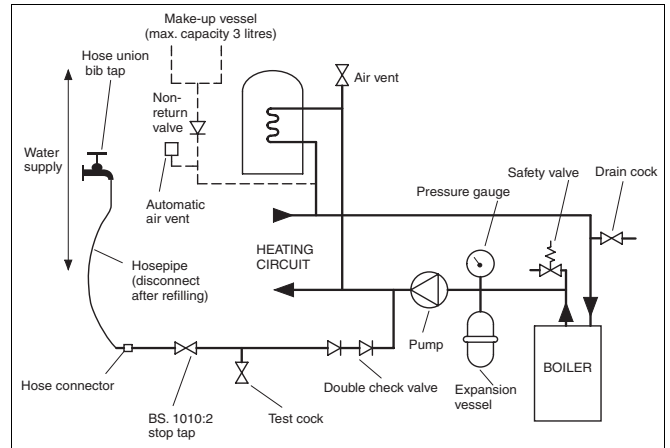 Make-up vessel
(max. capacity 3 litres)
Hose union
bib tap
Air vent
Non-
return
valve
Water
supply
Safety valve
Drain cock
Pressure gauge
Automatic
air vent
HEATING
CIRCUIT
Hosepipe
(disconnect
after refilling)
Pump
BOILER
Hose connector
Double check valve
Expansion
vessel
BS. 1010:2
stop tap
Test cock